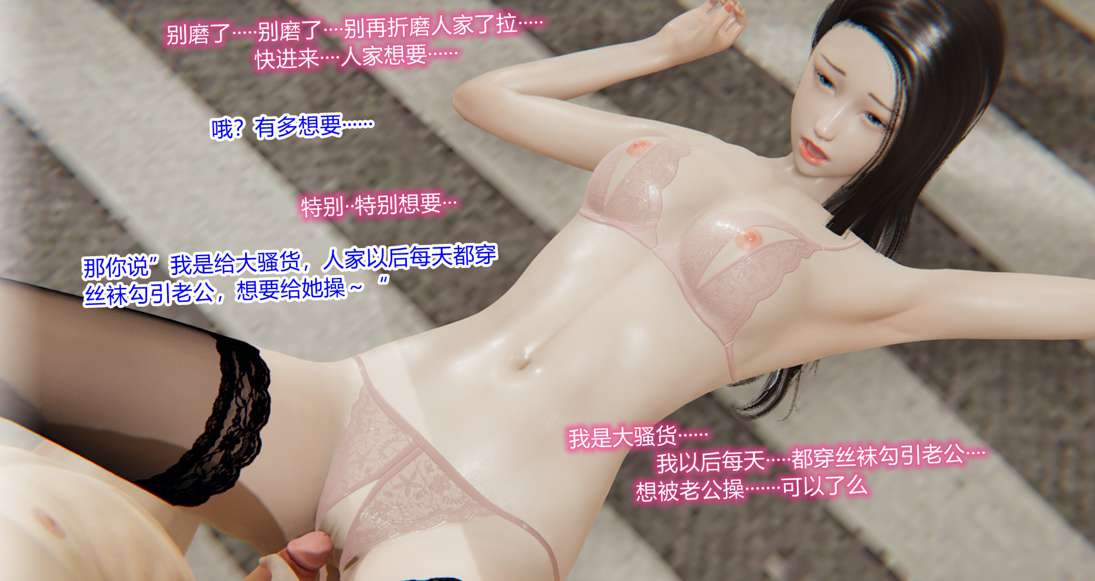 别磨了·····别磨了····别再折磨人家了拉·····
快进来····人家想要······
哦？有多想要······
特别··特别想要···
那你说”我是给大骚货，人家以后每天都穿
丝袜勾引老公，想要给她操～“
我是大骚货······
我以后每天·····都穿丝袜勾引老公····
想被老公操·······可以了么